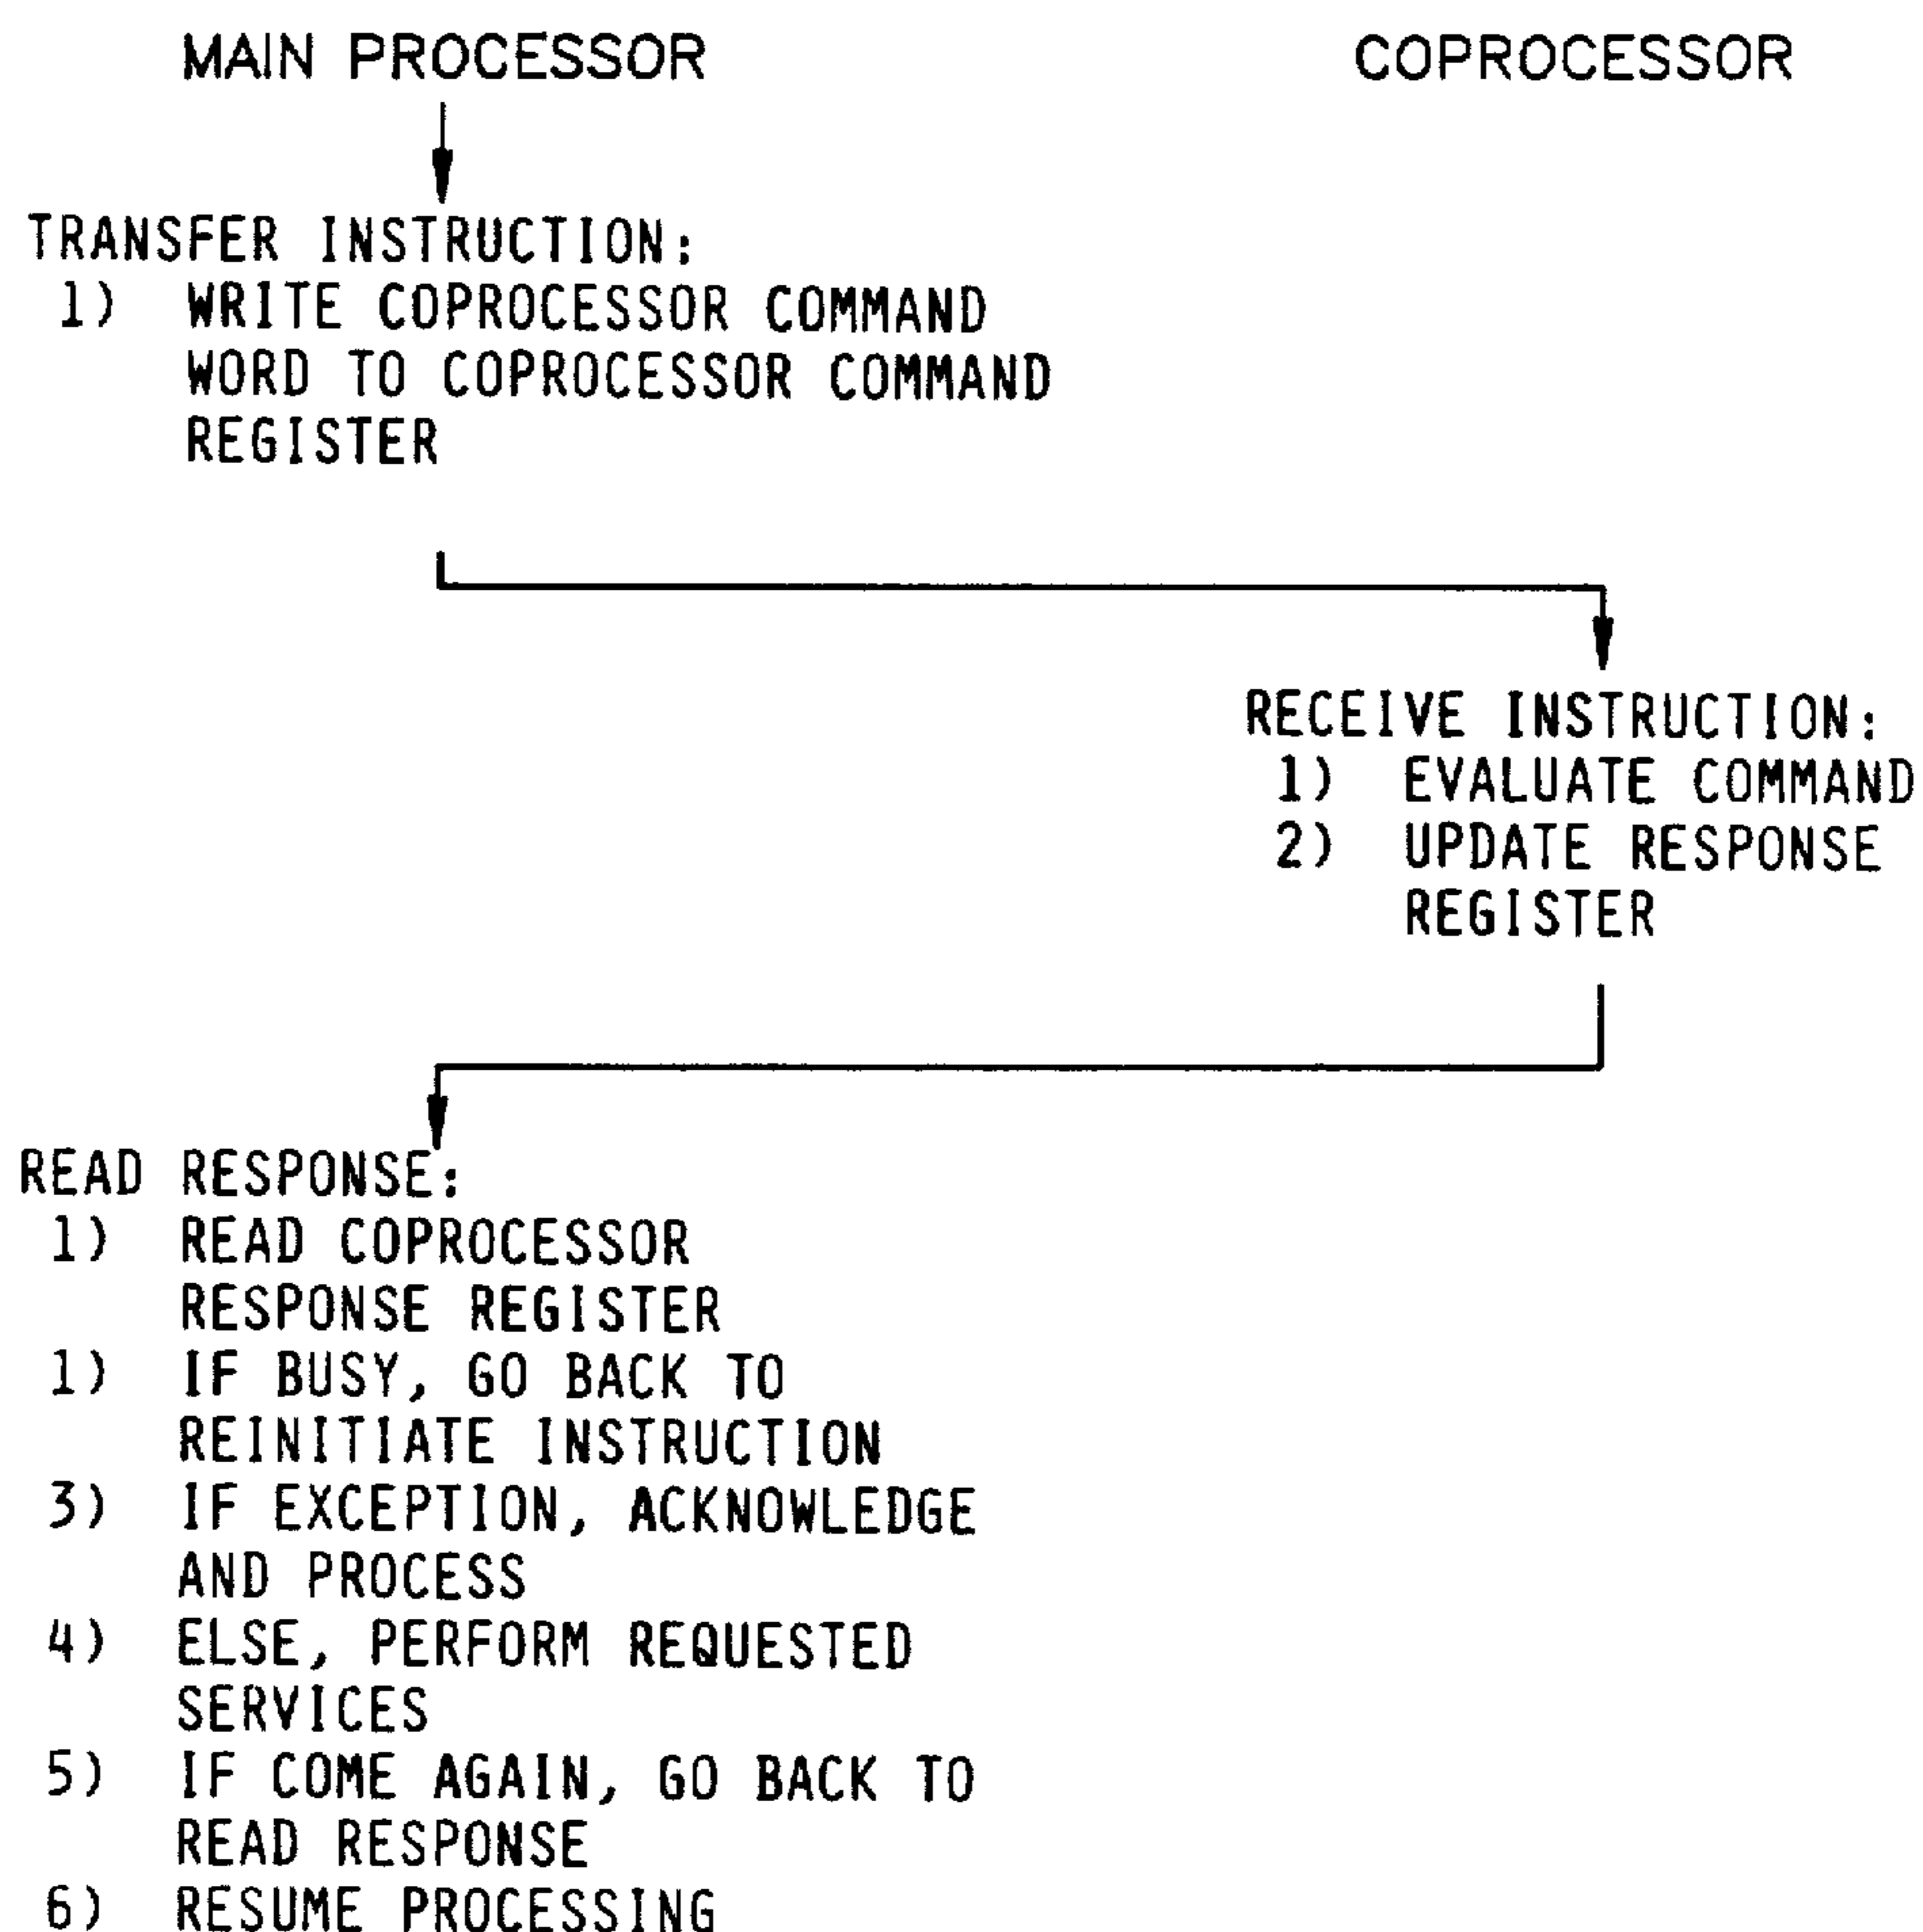 MAIN PROCESSOR
COPROCESSOR
TRANSFER INSTRUCTION:
1) WRITE COPROCESSOR COMMAND
WORD TO COPROCESSOR COMMAND
REGISTER
RECEIVE INSTRUCTION:
1) EVALUATE COMMAND
2) UPDATE RESPONSE
REGISTER
READ RESPONSE:
1) READ COPROCESSOR
RESPONSE REGISTER
1) IF BUSY, GO BACK TO
REINITIATE INSTRUCTION
3) IF EXCEPTION, ACKNOWLEDGE
AND PROCESS
4) ELSE, PERFORM REQUESTED
SERVICES
5) IF COME AGAIN, GO BACK TO
READ RESPONSE
6) RESUME PROCESSING